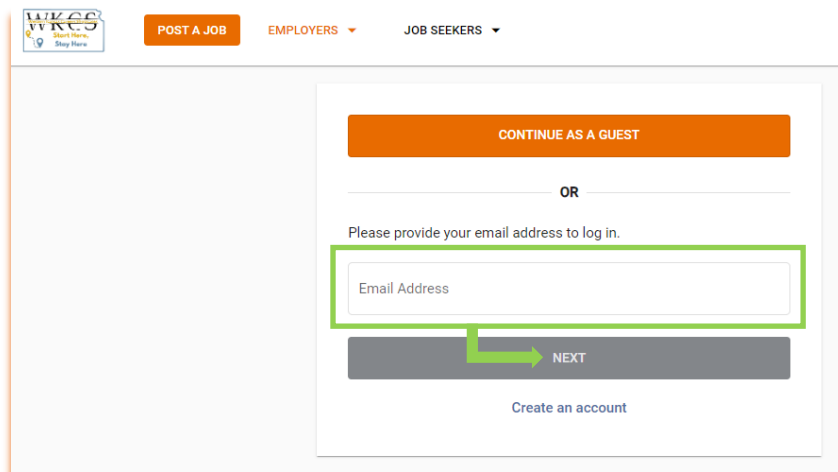 WKCS
Start Here,
Stay Here
POST A JOB
EMPLOYERS
JOB SEEKERS
CONTINUE AS A GUEST
OR
Please provide your email address to log in.
Email Address
NEXT
Create an account